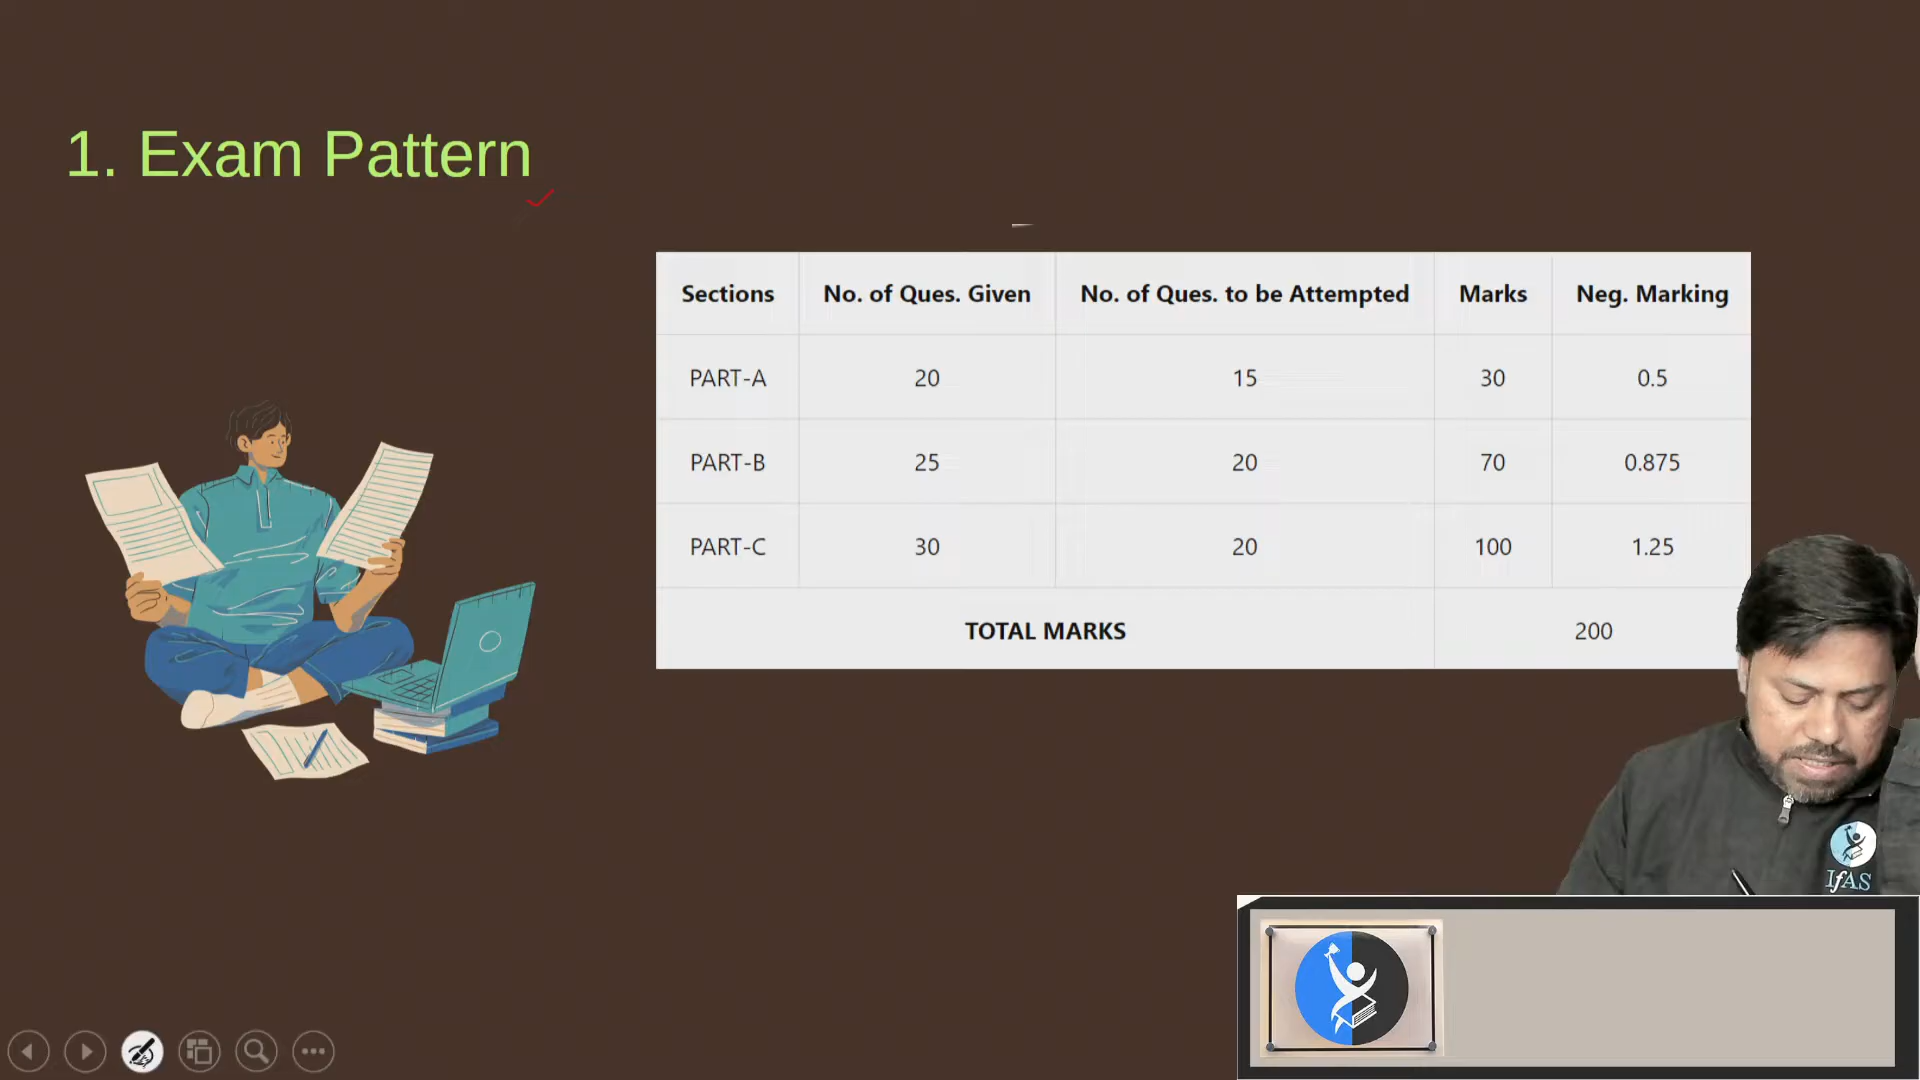 1. Exam Pattern
Sections No. of Ques. Given No. of Ques. to be Attempted Marks Neg. Marking
PART-A 20 15 30 0.5
PART-B 25 20 70 0.875
PART-C 30 20 100 1.25
TOTAL MARKS 200
IfAS